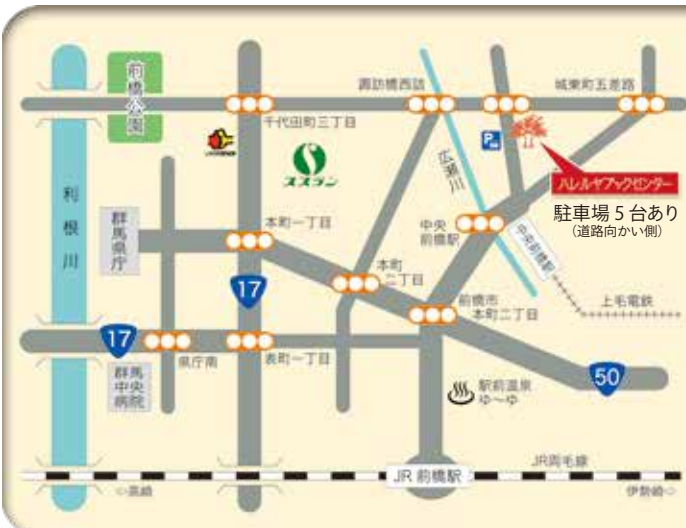 前橋公園
諏訪橋西詰
城東町五差路
千代田町三丁目
P
スズラン
広瀬川
ハレルヤブックセンター
駐車場5台あり
(道路向かい側)
利根川
群馬県庁
本町一丁目
中央
前橋駅
中央前橋駅
17
本町
二丁目
前橋市
本町二丁目
上毛電鉄
17
県庁南
表町一丁目
群馬
中央
病院
駅前温泉
ゆ〜ゆ
50
JR前橋駅
JR両毛線
⇦高崎
伊勢崎⇨